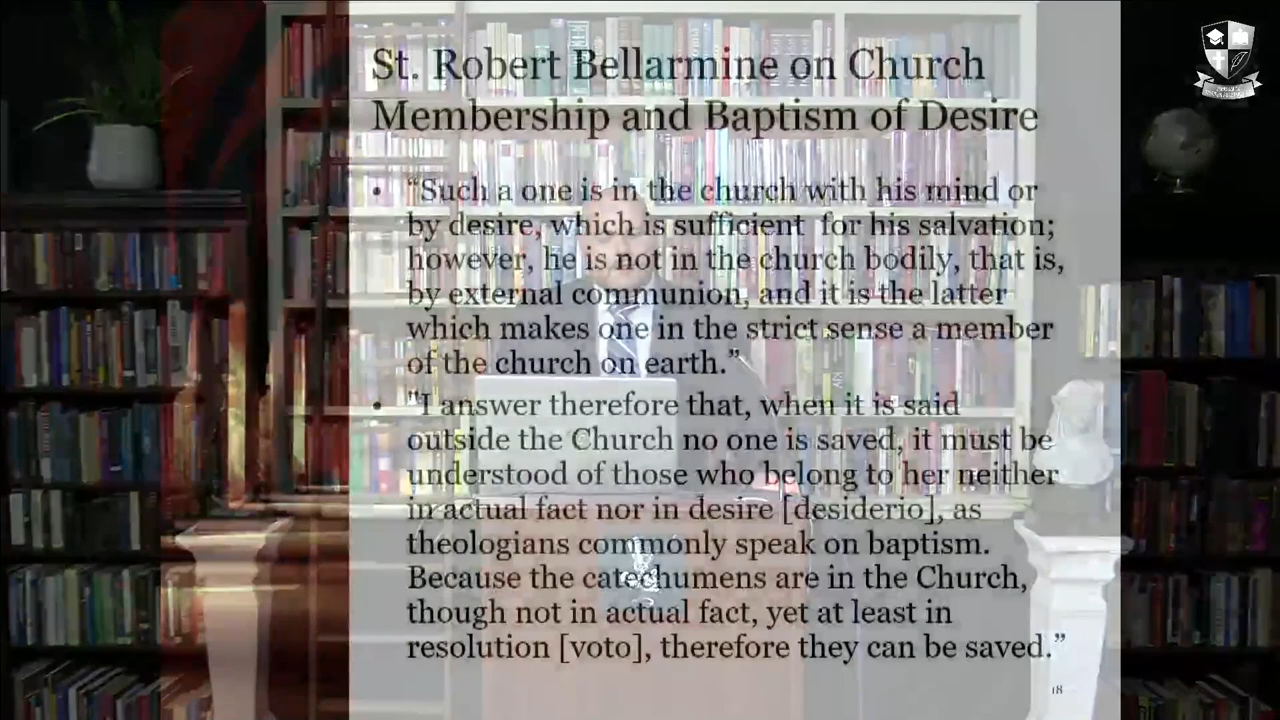 St. Robert Bellarmine on Church
Membership and Baptism of Desire
• “Such a one is in the church with his mind or
by desire, which is sufficient for his salvation;
however, he is not in the church bodily, that is,
by external communion, and it is the latter
which makes one in the strict sense a member
of the church on earth.”
• "I answer therefore that, when it is said
outside the Church no one is saved, it must be
understood of those who belong to her neither
in actual fact nor in desire [desiderio], as
theologians commonly speak on baptism.
Because the catechumens are in the Church,
though not in actual fact, yet at least in
resolution [voto], therefore they can be saved.”
18